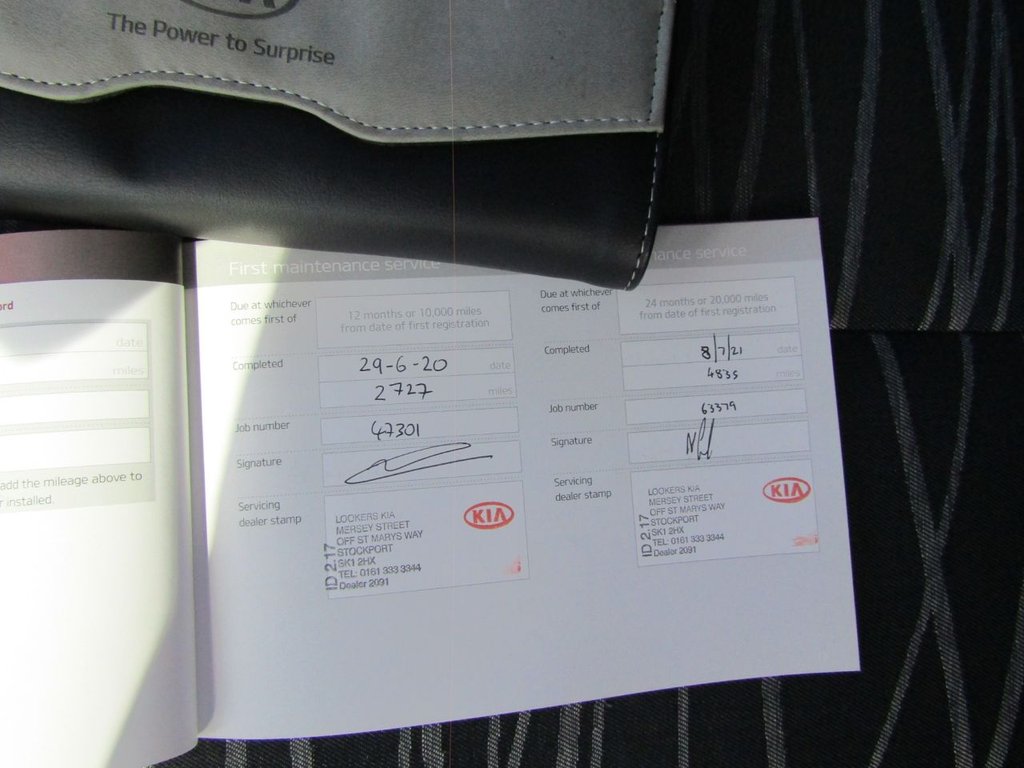 The Power to Surprise
rd
date
miles
add the mileage above to
installed.
First maintenance service
Due at whichever
comes first of
12 months or 10,000 miles
from date of first registration
Completed
29-6-20 date
2727 miles
Job number
47301
Signature
Servicing
dealer stamp
LOOKERS KIA
MERSEY STREET
OFF ST MARYS WAY
STOCKPORT
SK1 2HX
TEL: 0161 333 3344
Dealer 2091
ID 2-17
KIA
service
Due at whichever
comes first of
24 months or 20,000 miles
from date of first registration
Completed
8/7/21 date
4835 miles
Job number
63379
Signature
Servicing
dealer stamp
LOOKERS KIA
MERSEY STREET
OFF ST MARYS WAY
STOCKPORT
SK1 2HX
TEL: 0161 333 3344
Dealer 2091
ID 2-17
KIA